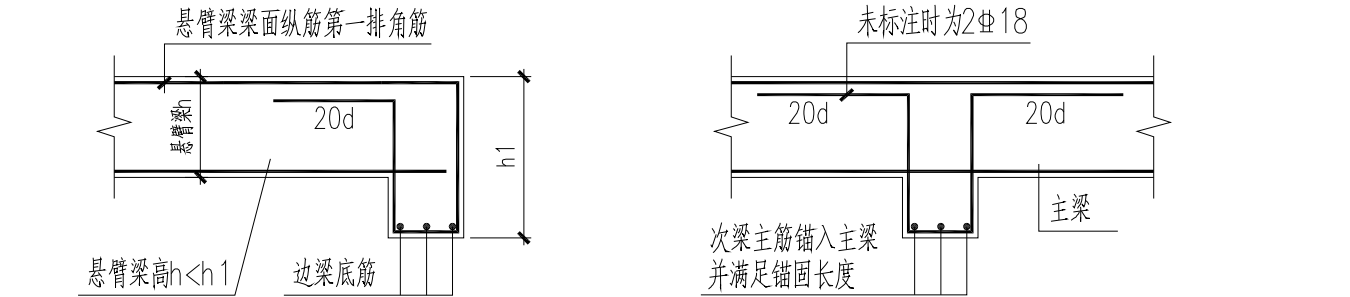 悬臂梁梁面纵筋第一排角筋
悬臂梁h
20d
h1
悬臂梁高h<h1
边梁底筋
未标注时为2Φ18
20d
20d
主梁
次梁主筋锚入主梁
并满足锚固长度